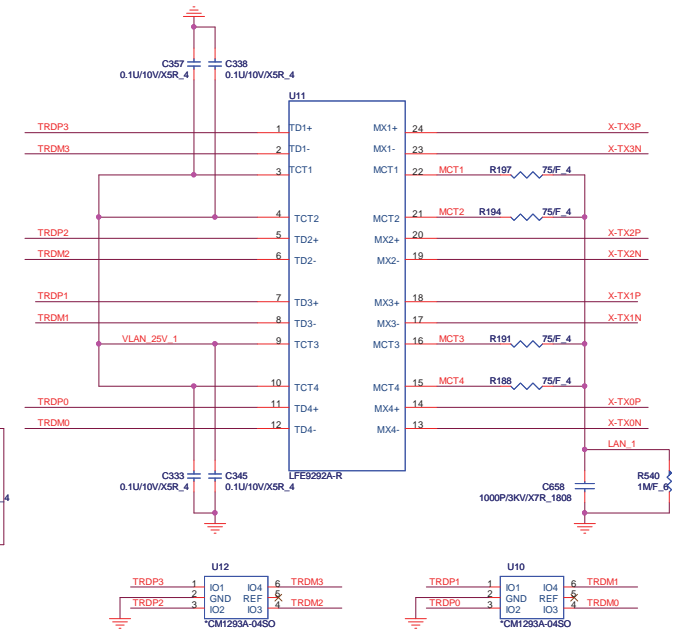 C357
0.1U/10V/X5R_4
C338
0.1U/10V/X5R_4
U11
TRDP3 1 TD1+ MX1+ 24 X-TX3P
TRDM3 2 TD1- MX1- 23 X-TX3N
3 TCT1 MCT1 22 MCT1 R197 75/F_4
4 TCT2 MCT2 21 MCT2 R194 75/F_4
TRDP2 5 TD2+ MX2+ 20 X-TX2P
TRDM2 6 TD2- MX2- 19 X-TX2N
TRDP1 7 TD3+ MX3+ 18 X-TX1P
TRDM1 8 TD3- MX3- 17 X-TX1N
VLAN_25V_1 9 TCT3 MCT3 16 MCT3 R191 75/F_4
10 TCT4 MCT4 15 MCT4 R188 75/F_4
TRDP0 11 TD4+ MX4+ 14 X-TX0P
TRDM0 12 TD4- MX4- 13 X-TX0N
LAN_1
LFE9292A-R
C333
0.1U/10V/X5R_4
C345
0.1U/10V/X5R_4
C658
1000P/3KV/X7R_1808
R540
1M/F_6
4
U12
TRDP3 1 IO1 IO4 6 TRDM3
2 GND REF 5
TRDP2 3 IO2 IO3 4 TRDM2
*CM1293A-04SO
U10
TRDP1 1 IO1 IO4 6 TRDM1
2 GND REF 5
TRDP0 3 IO2 IO3 4 TRDM0
*CM1293A-04SO